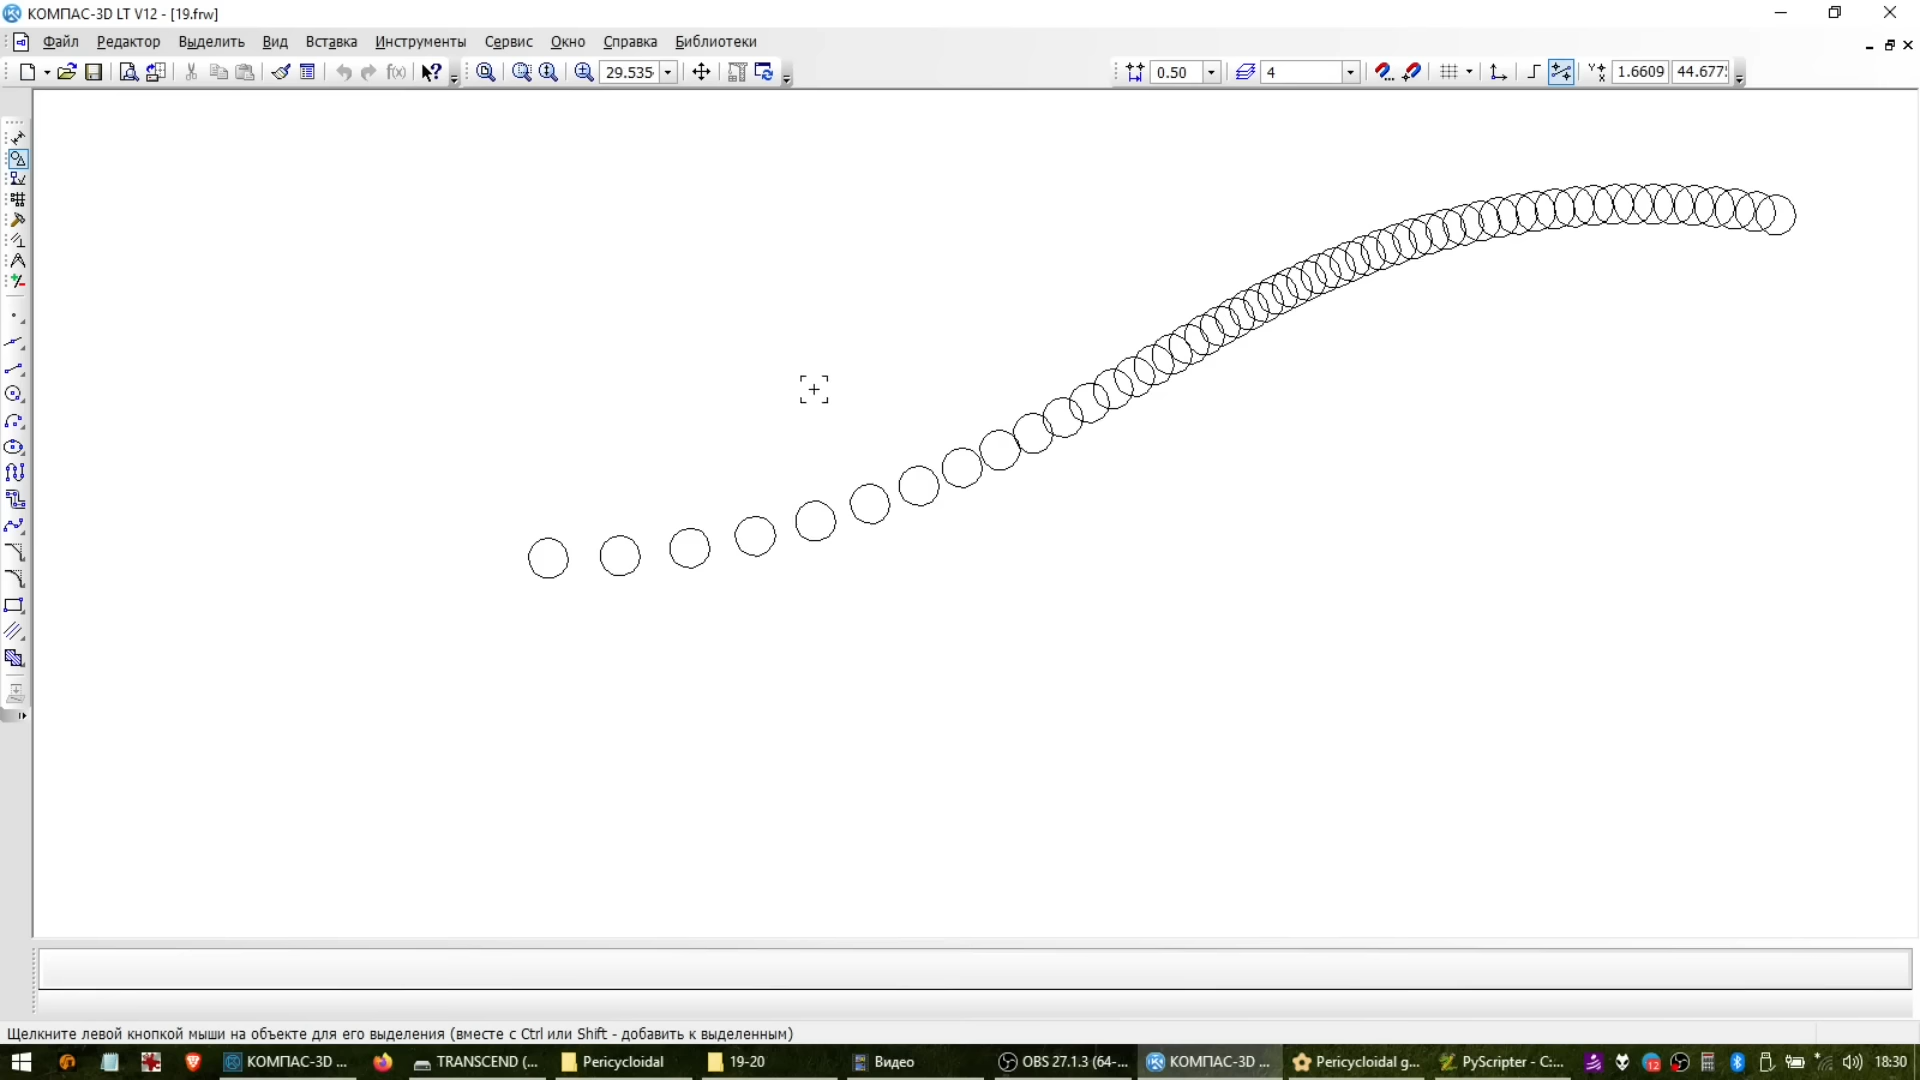 КОМПАС-3D LT V12 - [19.frw]
Файл Редактор Выделить Вид Вставка Инструменты Сервис Окно Справка Библиотеки
29.535 0.50 4 1.6609 44.677
Щелкните левой кнопкой мыши на объекте для его выделения (вместе с Ctrl или Shift - добавить к выделенным)
КОМПАС-3D ... TRANSCEND (... Pericycloidal 19-20 Видео OBS 27.1.3 (64-... КОМПАС-3D ... Pericycloidal g... PyScripter - C:... 12 18:30